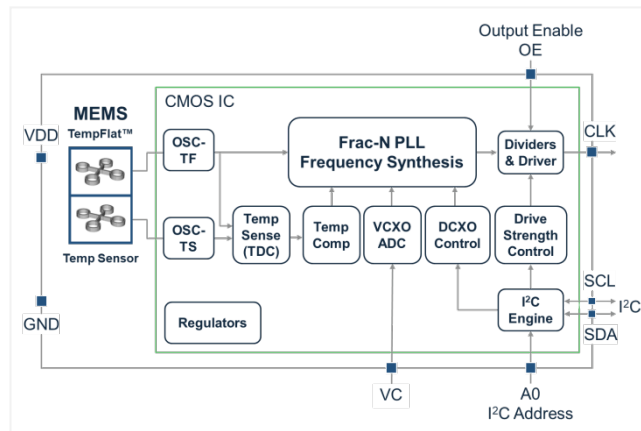 Output Enable
OE
CMOS IC
MEMS
TempFlat™
VDD
CLK
OSC-
TF
Frac-N PLL
Frequency Synthesis
Dividers
& Driver
OSC-
TS
Temp
Sense
(TDC)
Temp
Comp
VCXO
ADC
DCXO
Control
Drive
Strength
Control
Temp Sensor
SCL
I²C
SDA
I²C
Engine
Regulators
GND
VC
A0
I²C Address